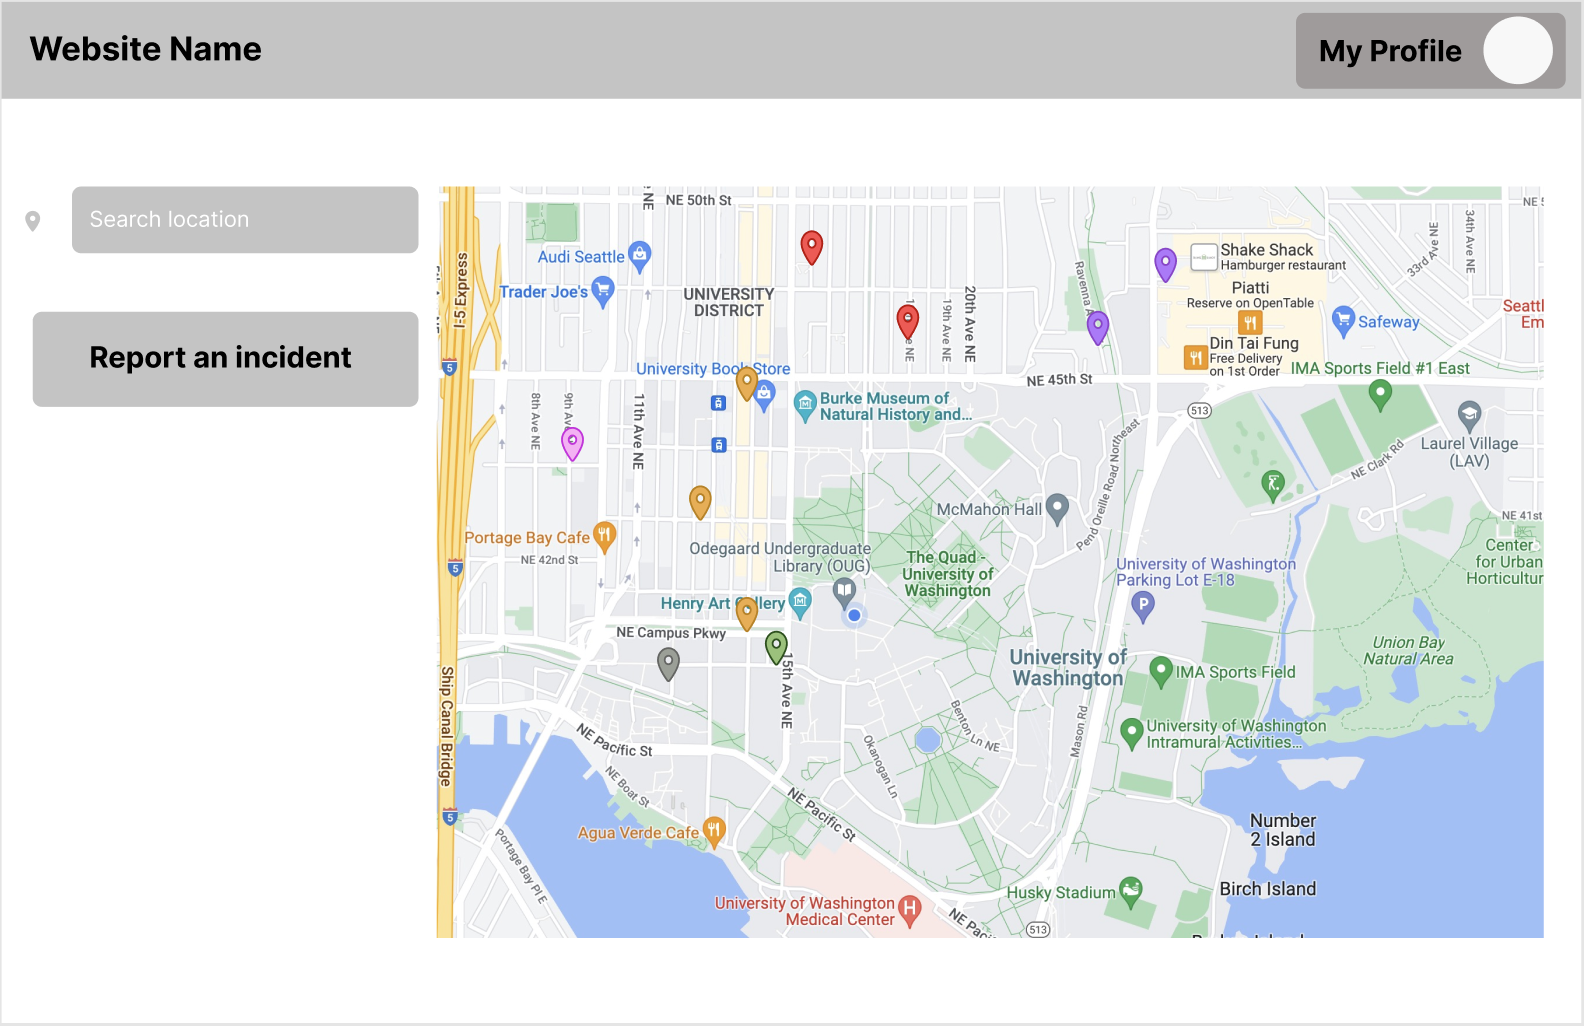 Website Name
My Profile
Search location
Report an incident
NE 50th St
NE
I-5 Express
Audi Seattle
Trader Joe's
UNIVERSITY
DISTRICT
19th Ave NE
20th Ave NE
Ravenna A
Shake Shack
Hamburger restaurant
Piatti
Reserve on OpenTable
Din Tai Fung
Free Delivery
on 1st Order
Safeway
33rd Ave NE
34th Ave NE
NE 5
Seattl
Em
University Book Store
NE 45th St
IMA Sports Field #1 East
513
5
8th Ave NE
9th Ave
11th Ave NE
Burke Museum of
Natural History and...
Laurel Village
(LAV)
NE Clark Rd
Pend Oreille Road Northeast
McMahon Hall
NE 41st
Portage Bay Cafe
NE 42nd St
5
Odegaard Undergraduate
Library (OUG)
The Quad -
University of
Washington
University of Washington
Parking Lot E-18
P
Center
for Urban
Horticultur
Henry Art Gallery
NE Campus Pkwy
15th Ave NE
University of
Washington
IMA Sports Field
Union Bay
Natural Area
Ship Canal Bridge
NE Pacific St
NE Boat St
Okanogan Ln
Benton Ln NE
Mason Rd
University of Washington
Intramural Activities...
5
Portage Bay Pl E
Agua Verde Cafe
NE Pacific St
Number
2 Island
Birch Island
Husky Stadium
University of Washington
Medical Center
H
NE Paci
513